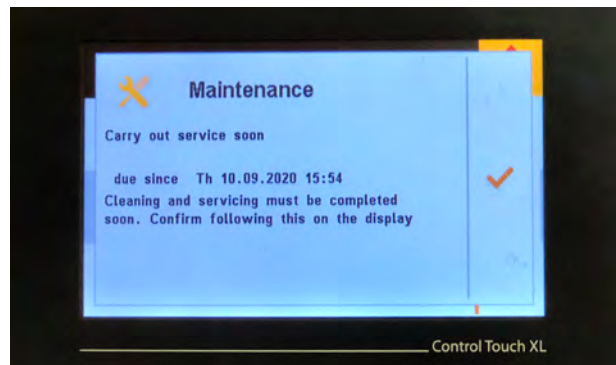 Maintenance
Carry out service soon
due since Th 10.09.2020 15:54
Cleaning and servicing must be completed
soon. Confirm following this on the display
Control Touch XL